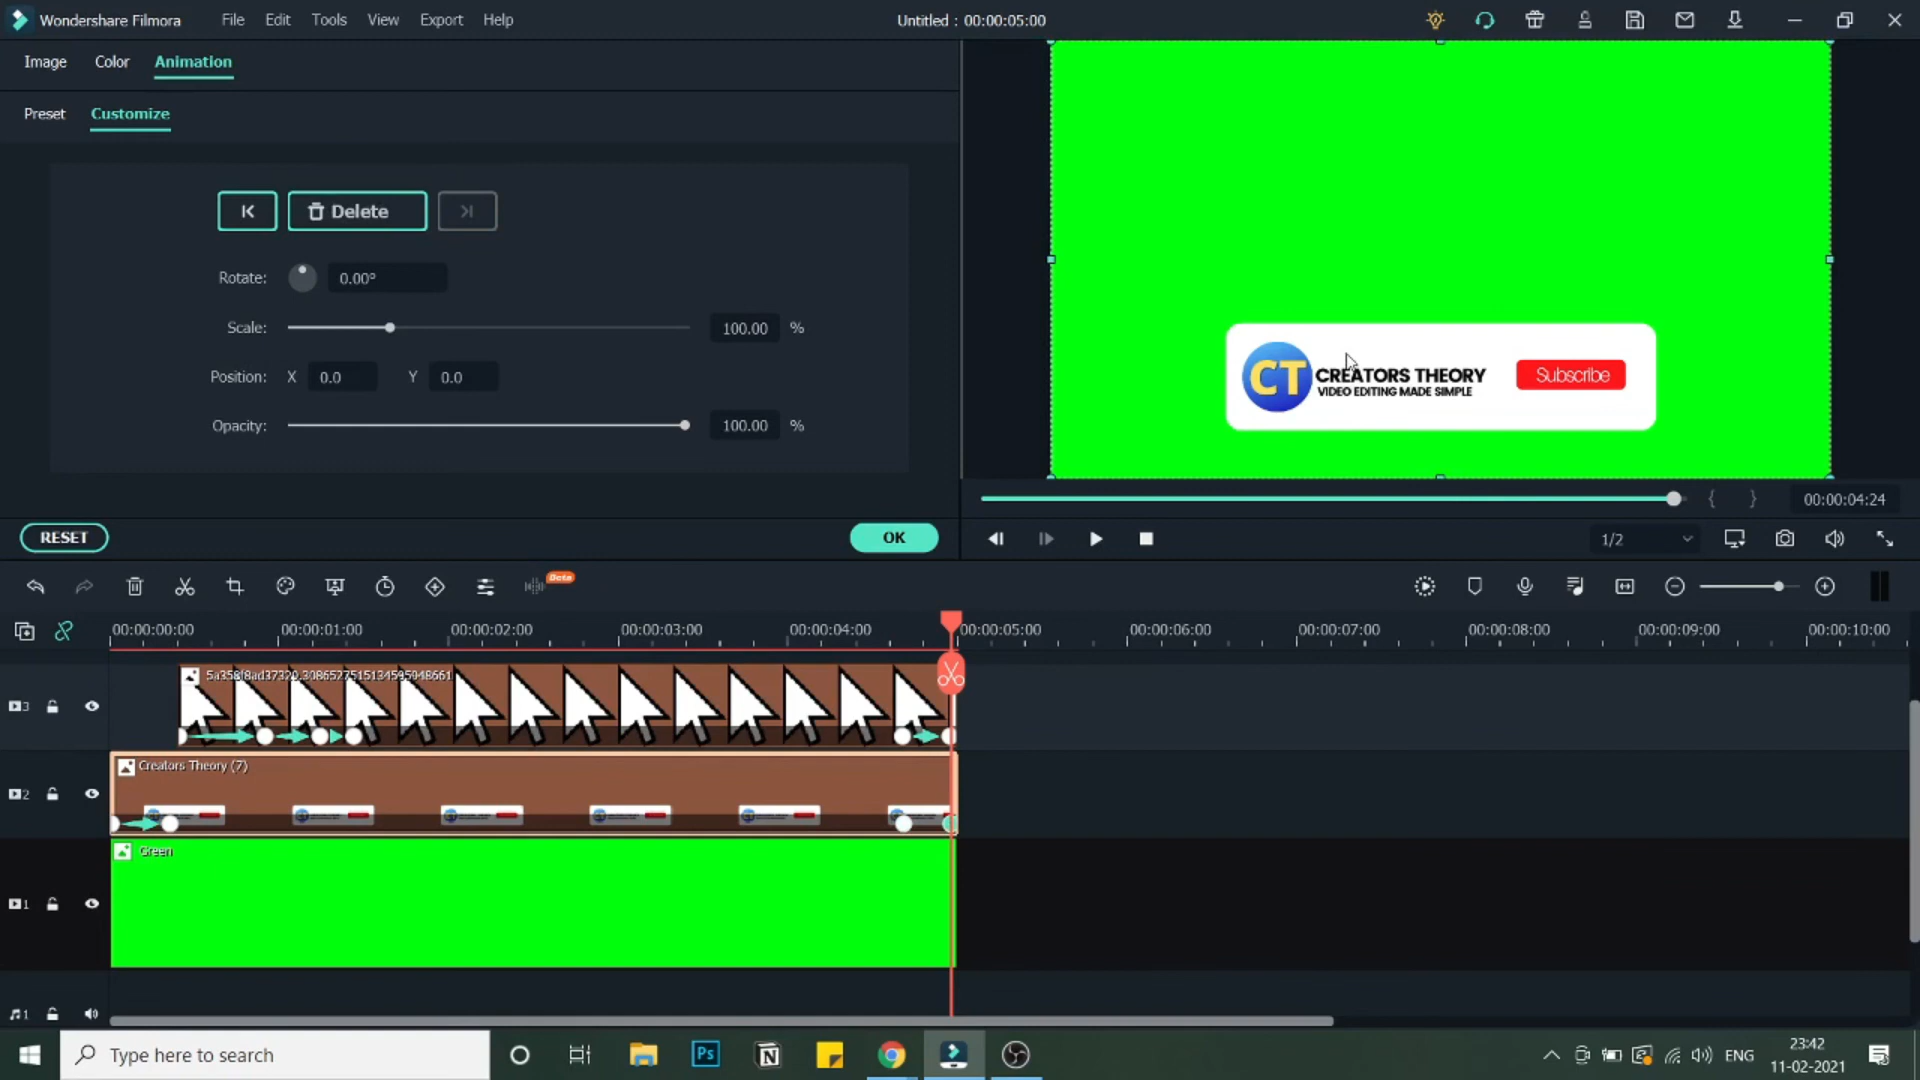 Wondershare Filmora File Edit Tools View Export Help Untitled : 00:00:05:00
Image Color Animation
Preset Customize
Delete
Rotate: 0.00°
Scale: 100.00 %
Position: X 0.0 Y 0.0
Opacity: 100.00 %
RESET OK
CT CREATORS THEORY
VIDEO EDITING MADE SIMPLE
Subscribe
{ } 00:00:04:24
1/2
Beta
00:00:00:00 00:00:01:00 00:00:02:00 00:00:03:00 00:00:04:00 00:00:05:00 00:00:06:00 00:00:07:00 00:00:08:00 00:00:09:00 00:00:10:00
3
Creators Theory (7)
2
Green
1
1
Type here to search
Ps
N
ENG
23:42
11-02-2021